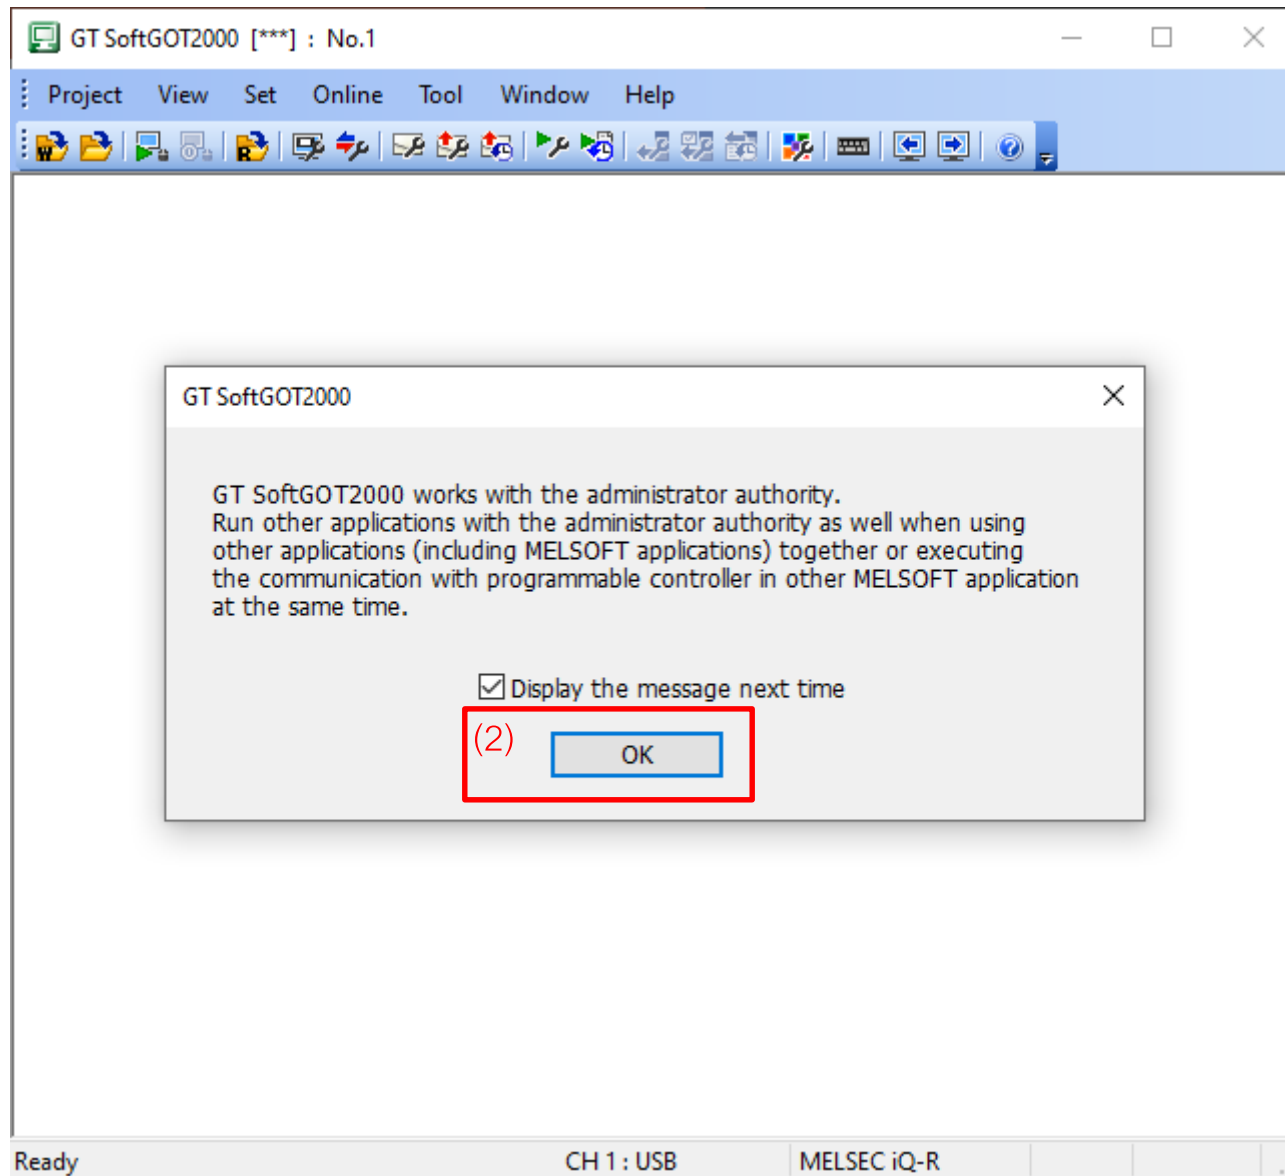 GT SoftGOT2000 [***] : No.1
Project View Set Online Tool Window Help
GT SoftGOT2000
GT SoftGOT2000 works with the administrator authority.
Run other applications with the administrator authority as well when using
other applications (including MELSOFT applications) together or executing
the communication with programmable controller in other MELSOFT application
at the same time.
Display the message next time
(2)
OK
Ready CH 1 : USB MELSEC iQ-R